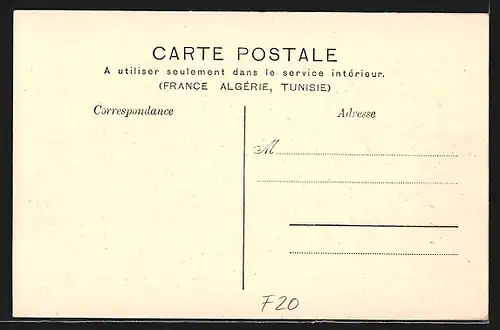 CARTE POSTALE
A utiliser seulement dans le service intérieur.
(FRANCE ALGÉRIE, TUNISIE)
Correspondance
Adresse
M
F20